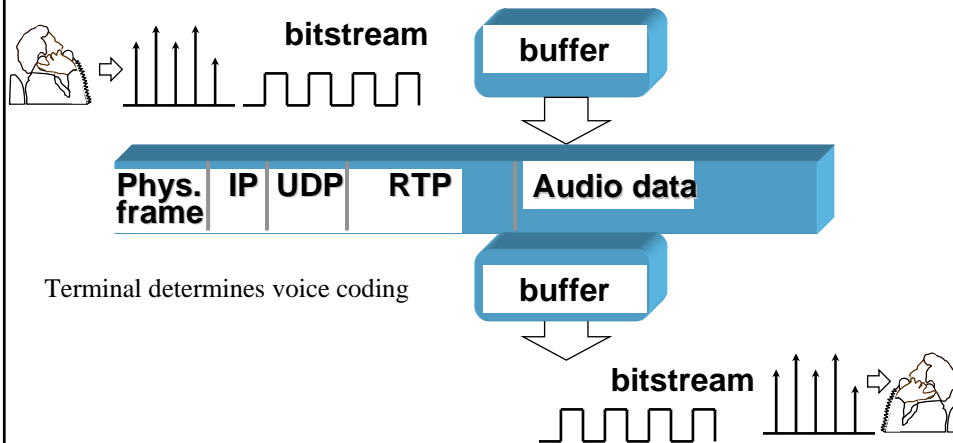 bitstream
buffer
Phys. frame IP UDP RTP Audio data
Terminal determines voice coding
buffer
bitstream